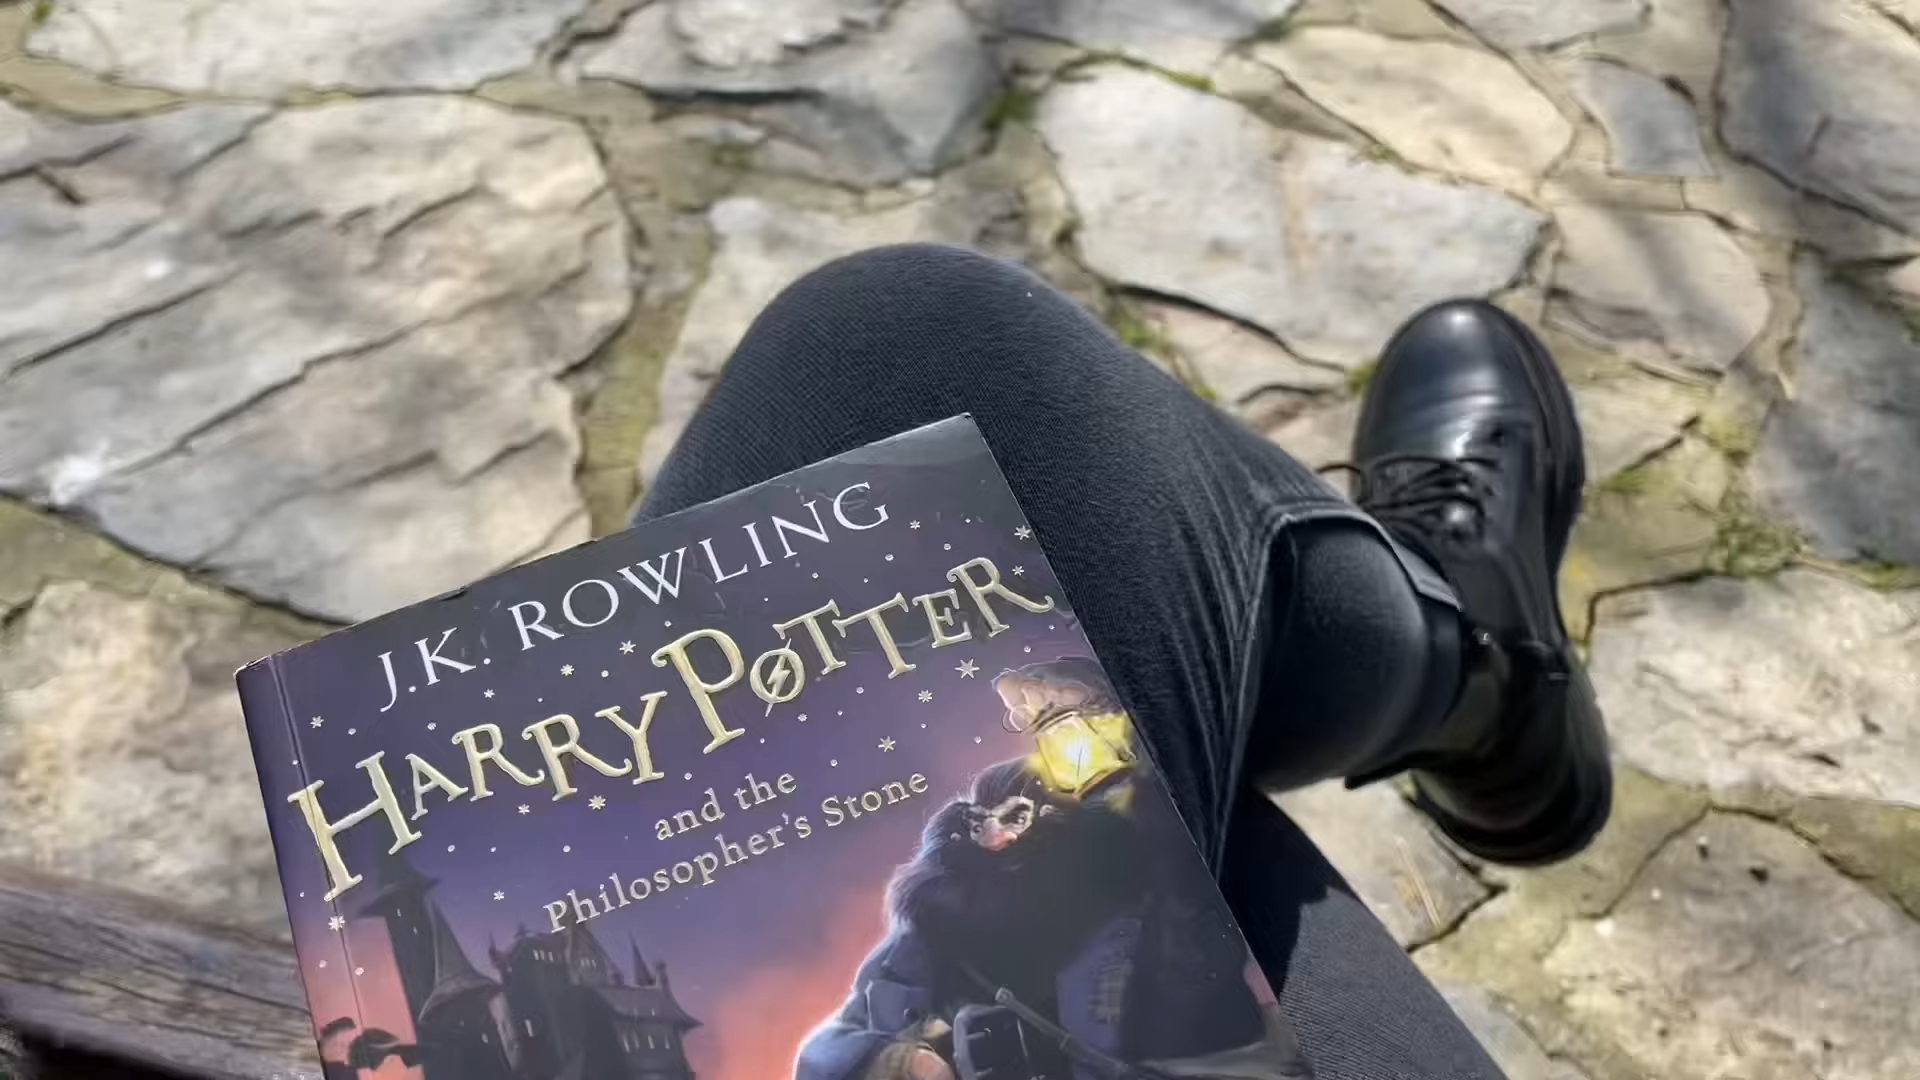 J.K. ROWLING
HARRY POTTER
and the
Philosopher's Stone